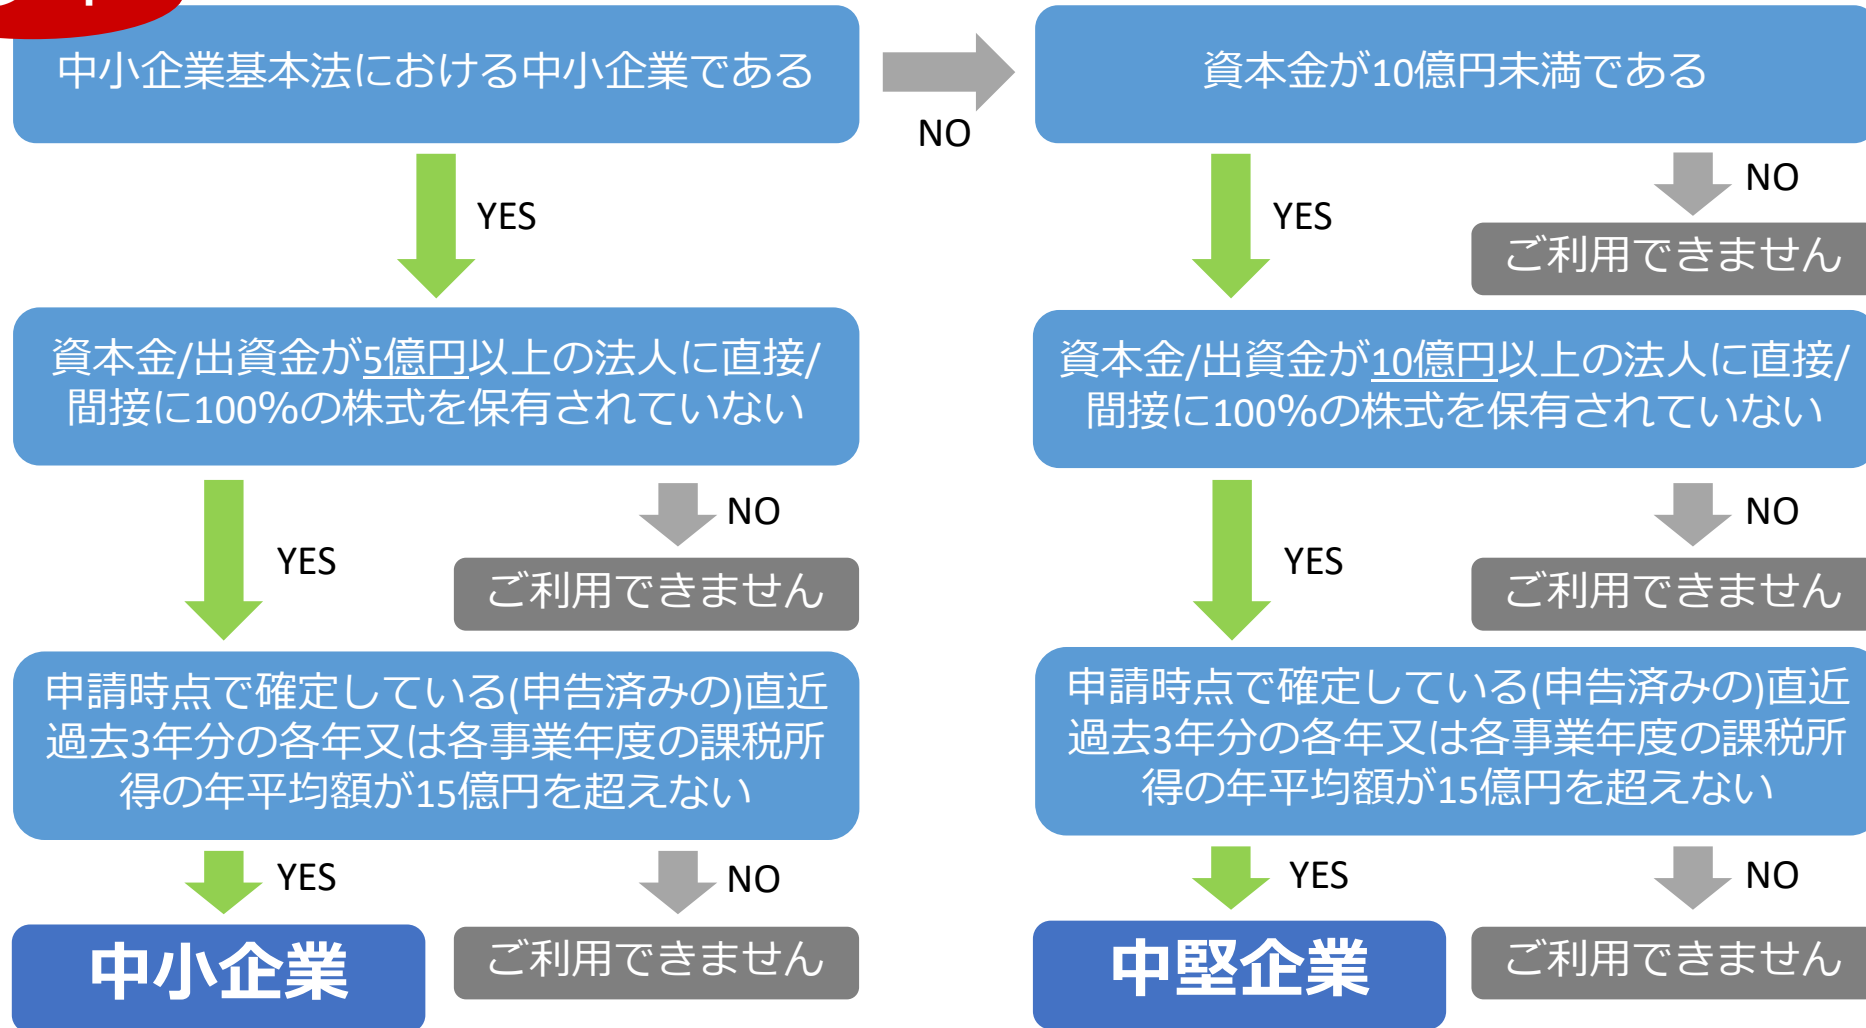 中小企業基本法における中小企業である
NO
資本金が10億円未満である
YES
YES
NO
ご利用できません
資本金/出資金が5億円以上の法人に直接/
間接に100%の株式を保有されていない
資本金/出資金が10億円以上の法人に直接/
間接に100%の株式を保有されていない
YES
NO
ご利用できません
YES
NO
ご利用できません
申請時点で確定している(申告済みの)直近
過去3年分の各年又は各事業年度の課税所
得の年平均額が15億円を超えない
申請時点で確定している(申告済みの)直近
過去3年分の各年又は各事業年度の課税所
得の年平均額が15億円を超えない
YES
NO
YES
NO
中小企業
ご利用できません
中堅企業
ご利用できません